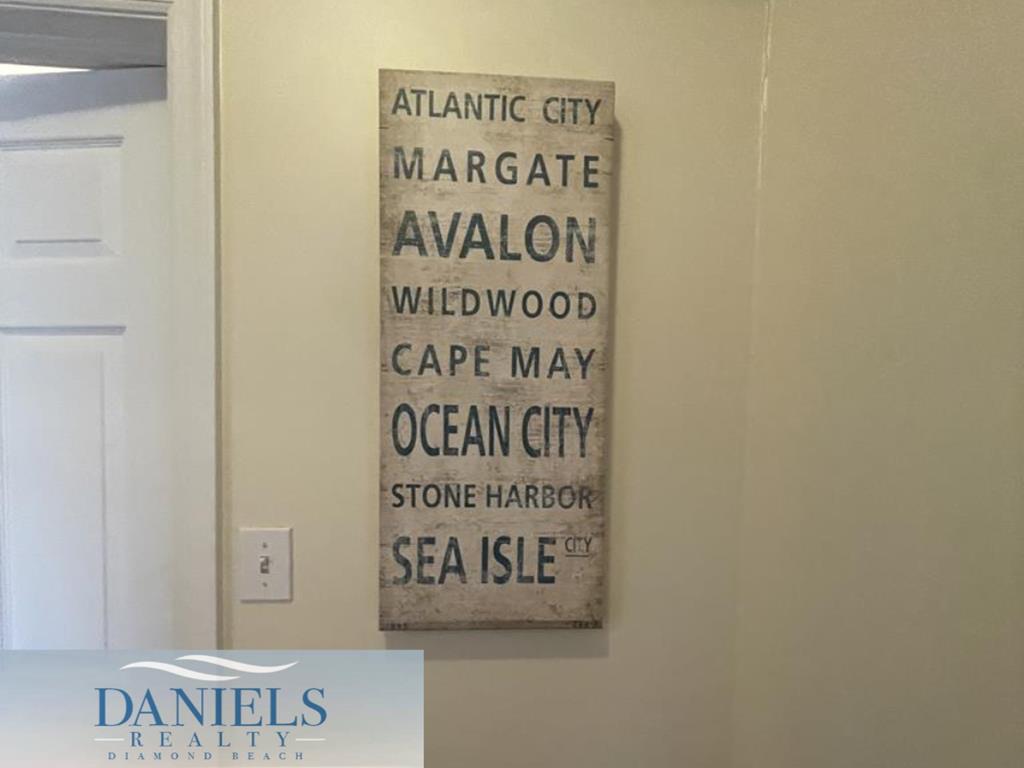 ATLANTIC CITY
MARGATE
AVALON
WILDWOOD
CAPE MAY
OCEAN CITY
STONE HARBOR
SEA ISLE CITY
DANIELS
REALTY
DIAMOND BEACH